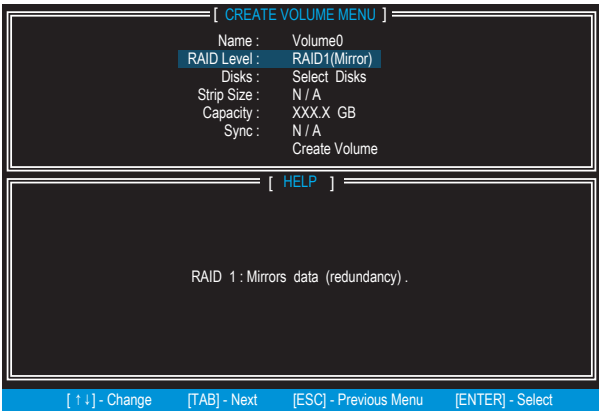 [ CREATE VOLUME MENU ]
Name : Volume0
RAID Level : RAID1(Mirror)
Disks : Select Disks
Strip Size : N / A
Capacity : XXX.X GB
Sync : N / A
Create Volume
[ HELP ]
RAID 1 : Mirrors data (redundancy) .
[ ↑↓] - Change [TAB] - Next [ESC] - Previous Menu [ENTER] - Select